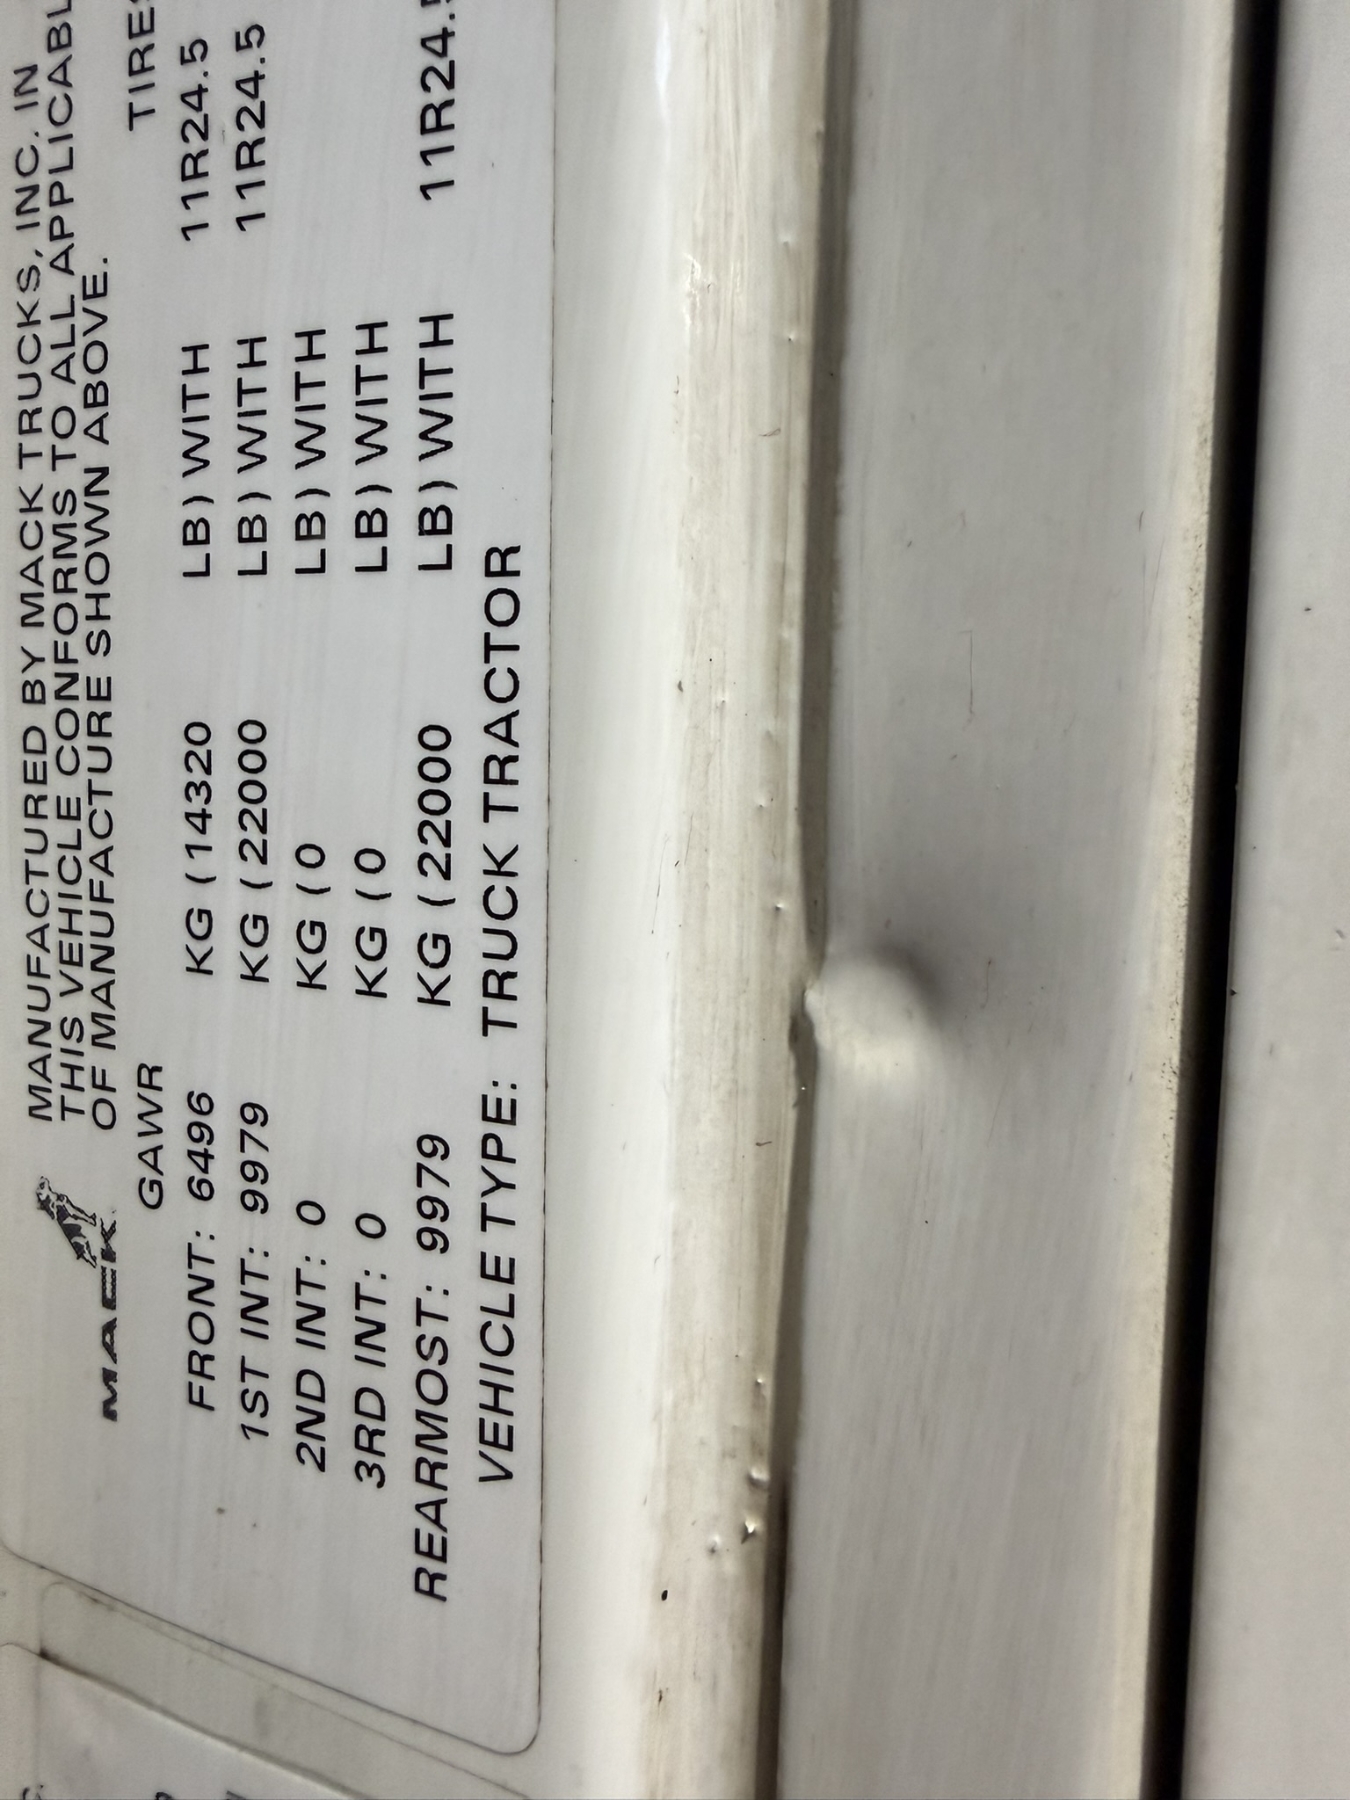 MACK
MANUFACTURED BY MACK TRUCKS, INC. IN
THIS VEHICLE CONFORMS TO ALL APPLICABL
OF MANUFACTURE SHOWN ABOVE.
GAWR TIRES
FRONT: 6496 KG (14320 LB) WITH 11R24.5
1ST INT: 9979 KG (22000 LB) WITH 11R24.5
2ND INT: 0 KG (0 LB) WITH
3RD INT: 0 KG (0 LB) WITH
REARMOST: 9979 KG (22000 LB) WITH 11R24.5
VEHICLE TYPE: TRUCK TRACTOR